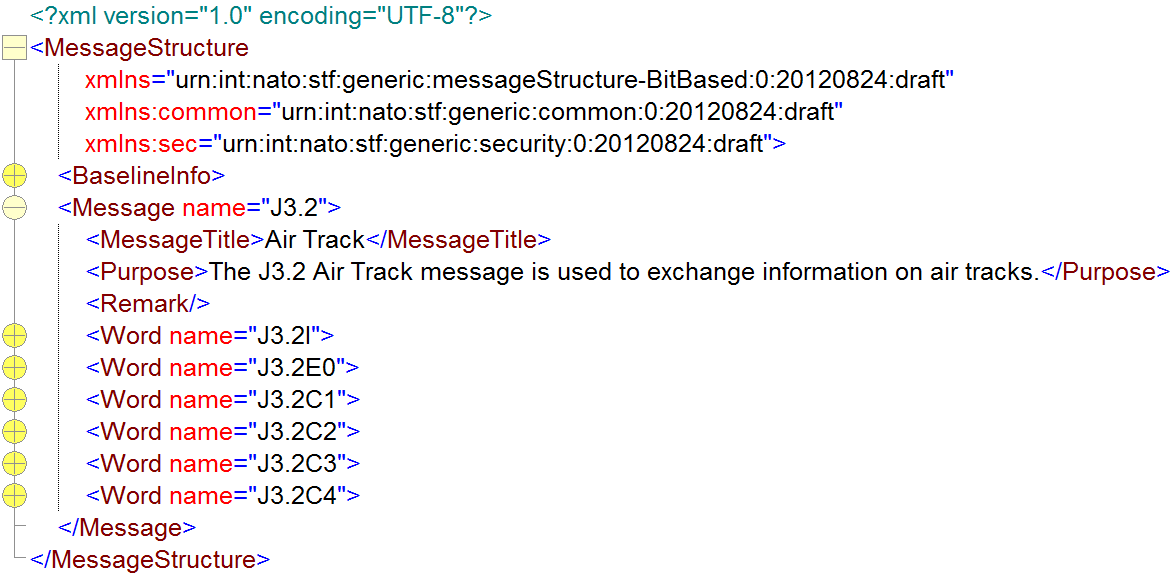 <?xml version="1.0" encoding="UTF-8"?>
<MessageStructure
xmlns="urn:int:nato:stf:generic:messageStructure-BitBased:0:20120824:draft"
xmlns:common="urn:int:nato:stf:generic:common:0:20120824:draft"
xmlns:sec="urn:int:nato:stf:generic:security:0:20120824:draft">
<BaselineInfo>
<Message name="J3.2">
<MessageTitle>Air Track</MessageTitle>
<Purpose>The J3.2 Air Track message is used to exchange information on air tracks.</Purpose>
<Remark/>
<Word name="J3.2I">
<Word name="J3.2E0">
<Word name="J3.2C1">
<Word name="J3.2C2">
<Word name="J3.2C3">
<Word name="J3.2C4">
</Message>
</MessageStructure>